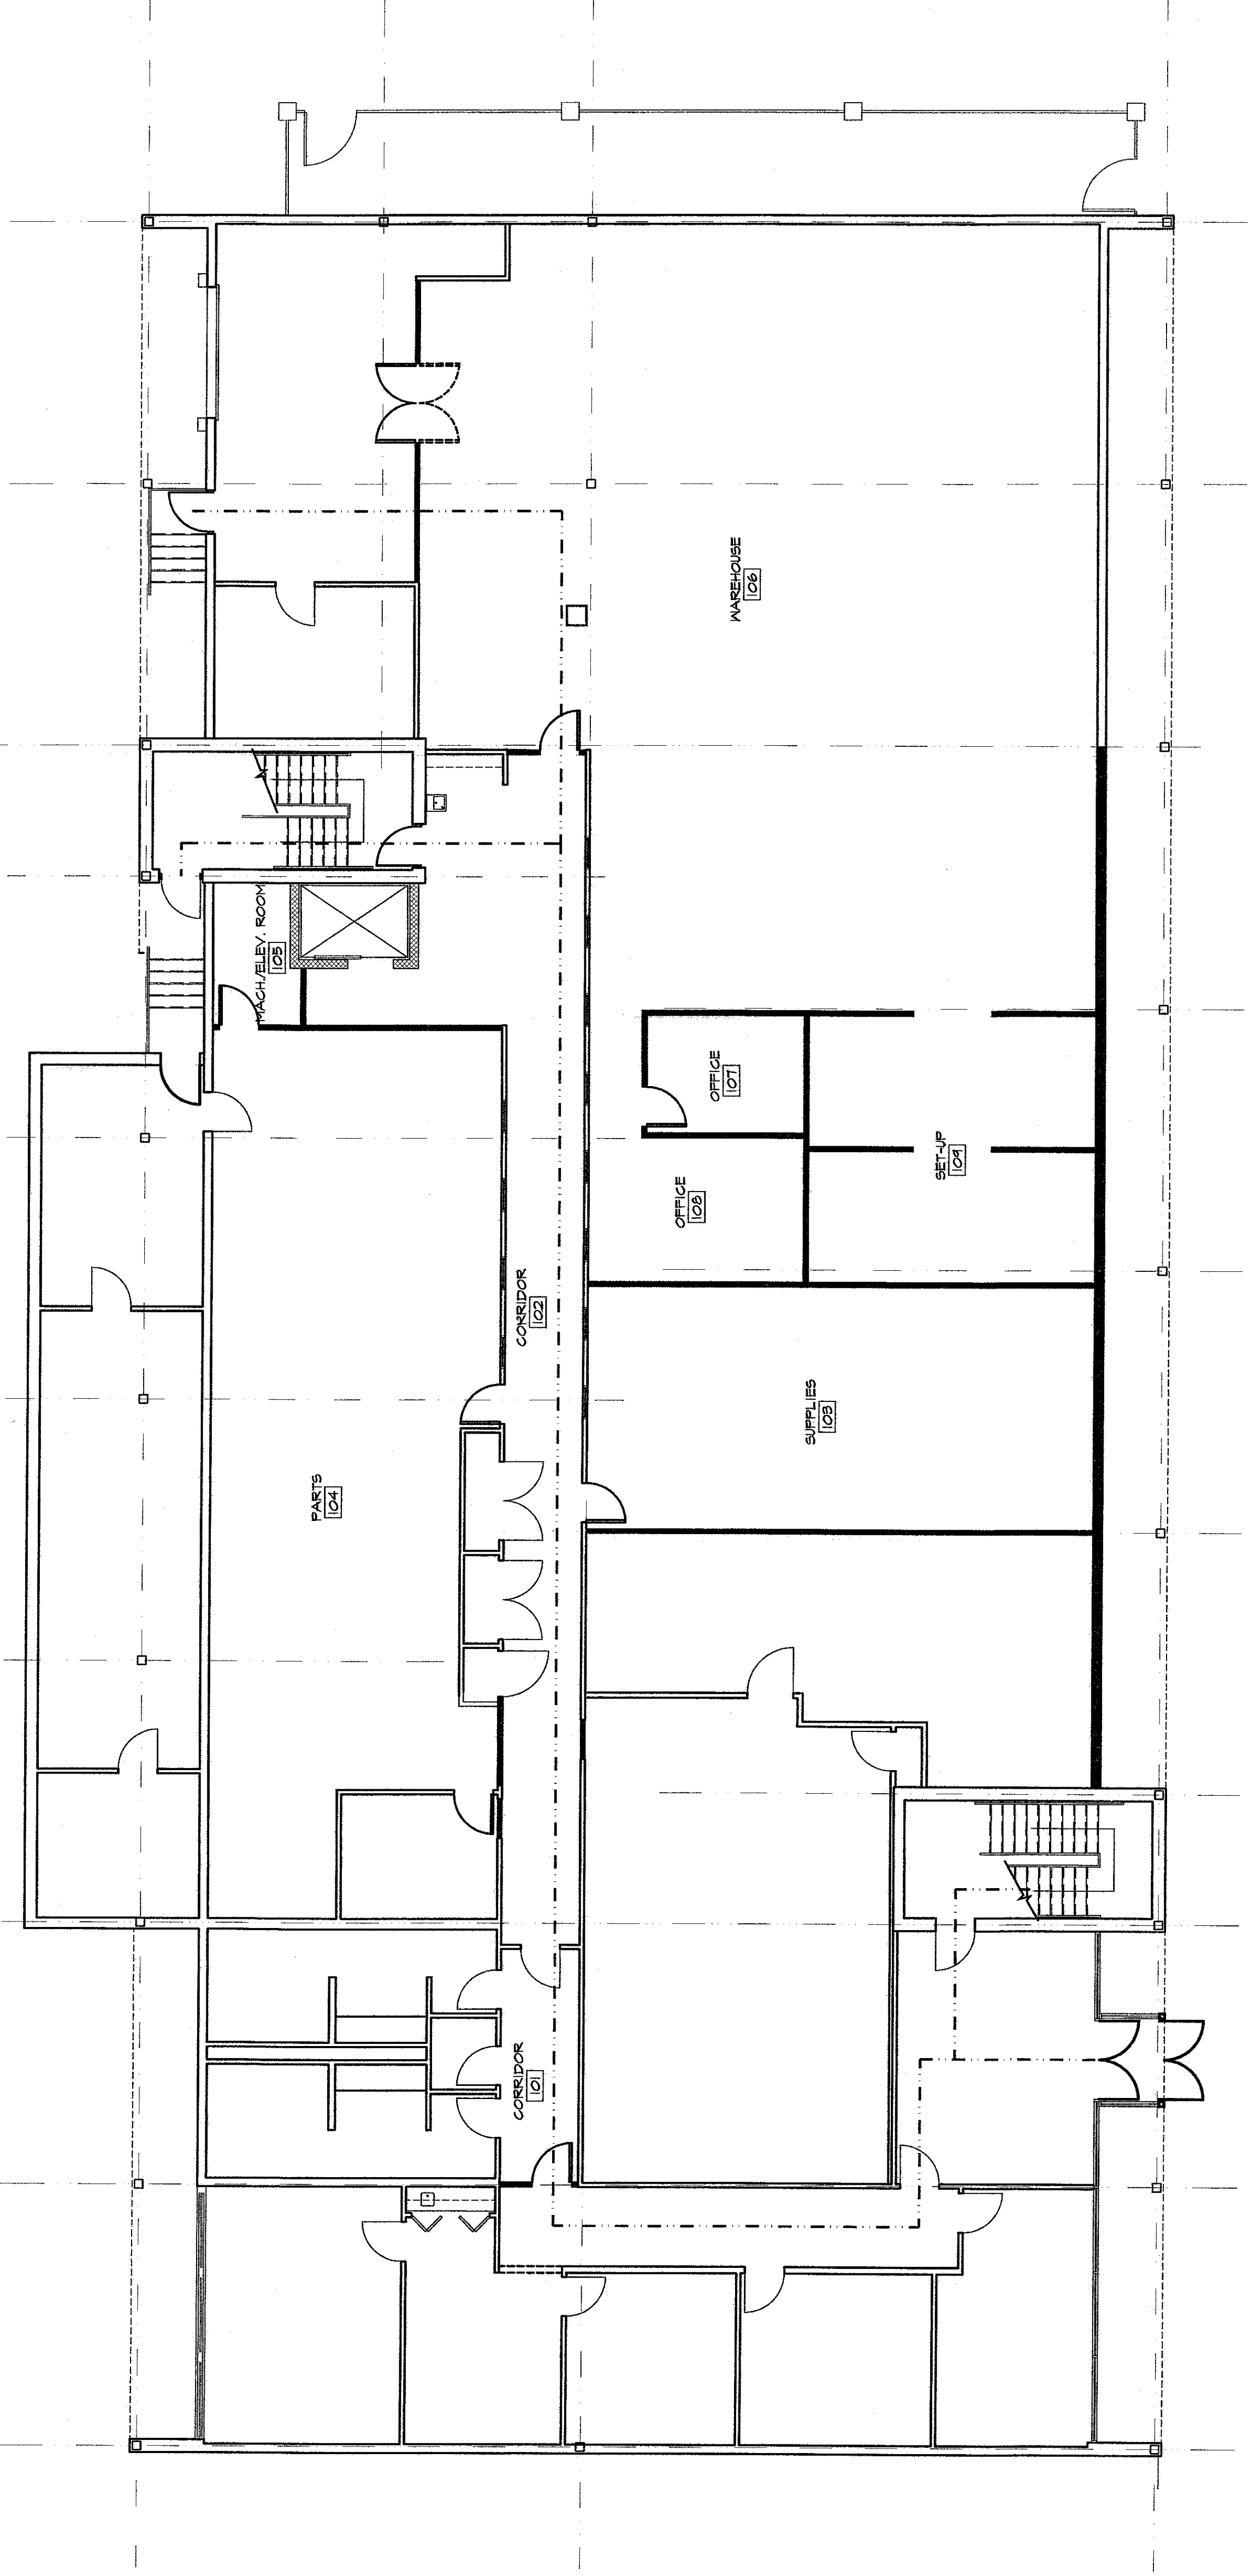 WAREHOUSE
106
MACH./ELEV. ROOM
105
OFFICE
107
OFFICE
108
SET-UP
109
CORRIDOR
102
SUPPLIES
103
PARTS
104
CORRIDOR
101